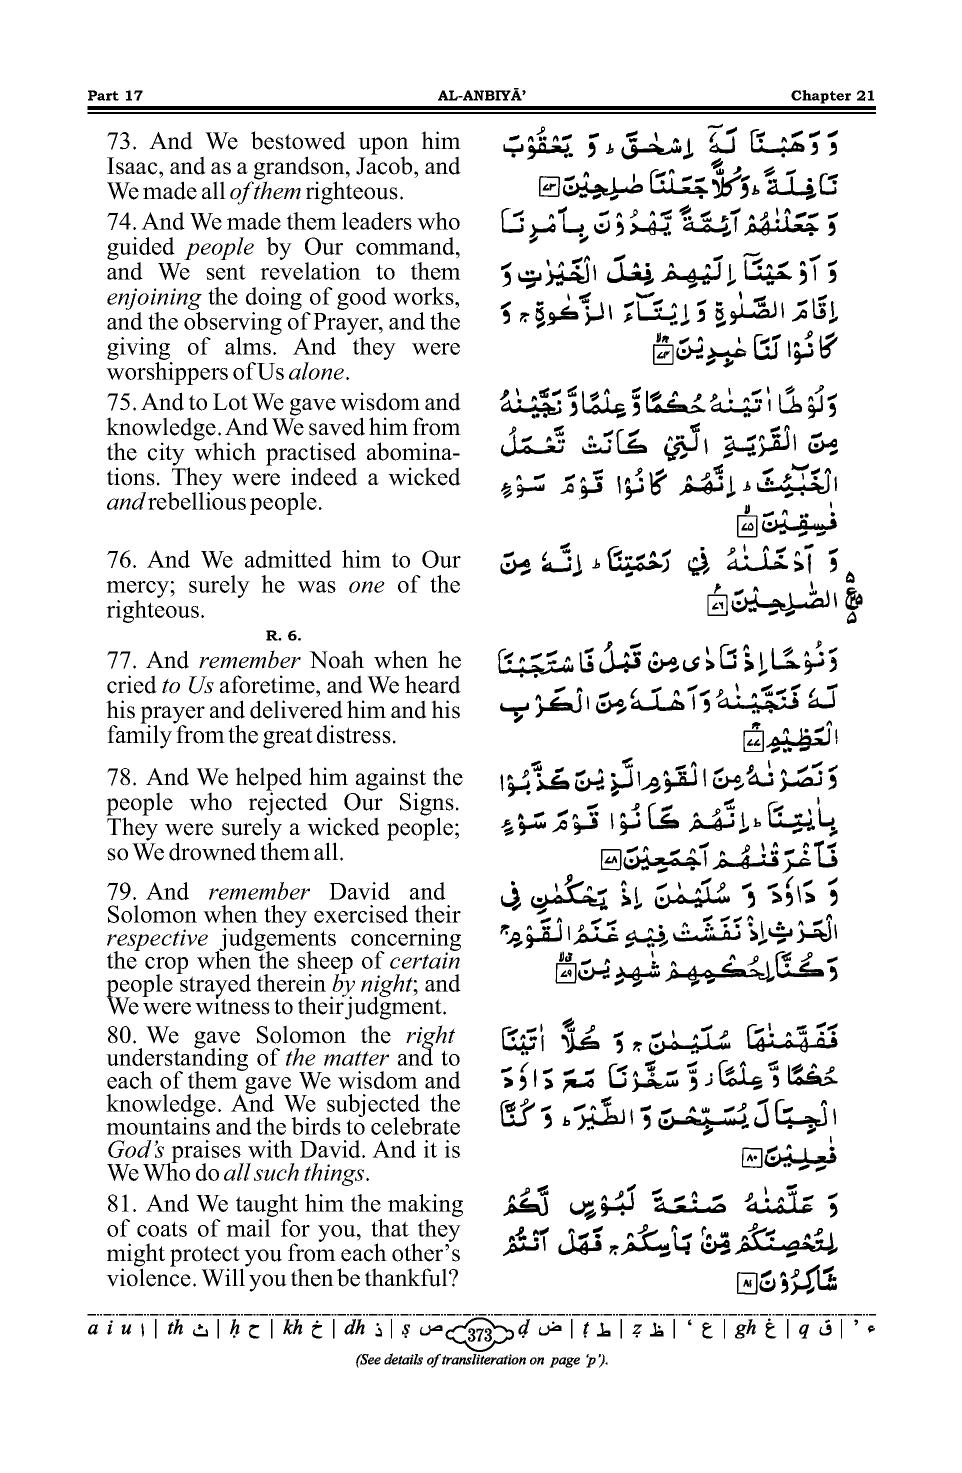 Part 17 AL-ANBIYĀ’ Chapter 21
73. And We bestowed upon him
Isaac, and as a grandson, Jacob, and
We made all of them righteous.
74. And We made them leaders who
guided people by Our command,
and We sent revelation to them
enjoining the doing of good works,
and the observing of Prayer, and the
giving of alms. And they were
worshippers of Us alone.
75. And to Lot We gave wisdom and
knowledge. And We saved him from
the city which practised abomina-
tions. They were indeed a wicked
and rebellious people.
76. And We admitted him to Our
mercy; surely he was one of the
righteous.
R. 6.
77. And remember Noah when he
cried to Us aforetime, and We heard
his prayer and delivered him and his
family from the great distress.
78. And We helped him against the
people who rejected Our Signs.
They were surely a wicked people;
so We drowned them all.
79. And remember David and
Solomon when they exercised their
respective judgements concerning
the crop when the sheep of certain
people strayed therein by night; and
We were witness to their judgment.
80. We gave Solomon the right
understanding of the matter and to
each of them gave We wisdom and
knowledge. And We subjected the
mountains and the birds to celebrate
God’s praises with David. And it is
We Who do all such things.
81. And We taught him the making
of coats of mail for you, that they
might protect you from each other’s
violence. Will you then be thankful?
وَ وَهَبْنَا لَهٗۤ اِسْحٰقَ ؕ وَ يَعْقُوْبَ
نَافِلَةً ؕ وَكُلًّا جَعَلْنَا صٰلِحِيْنَ ۷۳
وَ جَعَلْنٰهُمْ اَئِمَّةً يَّهْدُوْنَ بِاَمْرِنَا
وَ اَوْحَيْنَاۤ اِلَيْهِمْ فِعْلَ الْخَيْرٰتِ وَ
اِقَامَ الصَّلٰوةِ وَ اِيْتَآءَ الزَّكٰوةِ ۚ وَ
كَانُوْا لَنَا عٰبِدِيْنَ ۷۴
وَلُوْطًا اٰتَيْنٰهُ حُكْمًا وَّ عِلْمًا وَّ نَجَّيْنٰهُ
مِنَ الْقَرْيَةِ الَّتِيْ كَانَتْ تَّعْمَلُ
الْخَبٰٓئِثَ ؕ اِنَّهُمْ كَانُوْا قَوْمَ سَوْءٍ
فٰسِقِيْنَ ۷۵
وَ اَدْخَلْنٰهُ فِيْ رَحْمَتِنَا ؕ اِنَّهٗ مِنَ
الصّٰلِحِيْنَ ۷۶
وَنُوْحًا اِذْ نَادٰى مِنْ قَبْلُ فَاسْتَجَبْنَا
لَهٗ فَنَجَّيْنٰهُ وَاَهْلَهٗ مِنَ الْكَرْبِ
الْعَظِيْمِ ۷۷
وَنَصَرْنٰهُ مِنَ الْقَوْمِ الَّذِيْنَ كَذَّبُوْا
بِاٰيٰتِنَا ؕ اِنَّهُمْ كَانُوْا قَوْمَ سَوْءٍ
فَاَغْرَقْنٰهُمْ اَجْمَعِيْنَ ۷۸
وَ دَاوٗدَ وَ سُلَيْمٰنَ اِذْ يَحْكُمٰنِ فِى
الْحَرْثِ اِذْ نَفَشَتْ فِيْهِ غَنَمُ الْقَوْمِ ۚ
وَكُنَّا لِحُكْمِهِمْ شٰهِدِيْنَ ۷۹
فَفَهَّمْنٰهَا سُلَيْمٰنَ ۚ وَ كُلًّا اٰتَيْنَا
حُكْمًا وَّ عِلْمًا ز وَّ سَخَّرْنَا مَعَ دَاوٗدَ
الْجِبَالَ يُسَبِّحْنَ وَ الطَّيْرَ ؕ وَ كُنَّا
فٰعِلِيْنَ ۸۰
وَ عَلَّمْنٰهُ صَنْعَةَ لَبُوْسٍ لَّكُمْ
لِتُحْصِنَكُمْ مِّنْۢ بَاْسِكُمْ ۚ فَهَلْ اَنْتُمْ
شَاكِرُوْنَ ۸۱
a i u ا | th ث | ḥ ح | kh خ | dh ذ | ṣ ص 373 ḍ ض | ṭ ط | ẓ ظ | ‘ ع | gh غ | q ق | ’ ء
(See details of transliteration on page ‘p’).